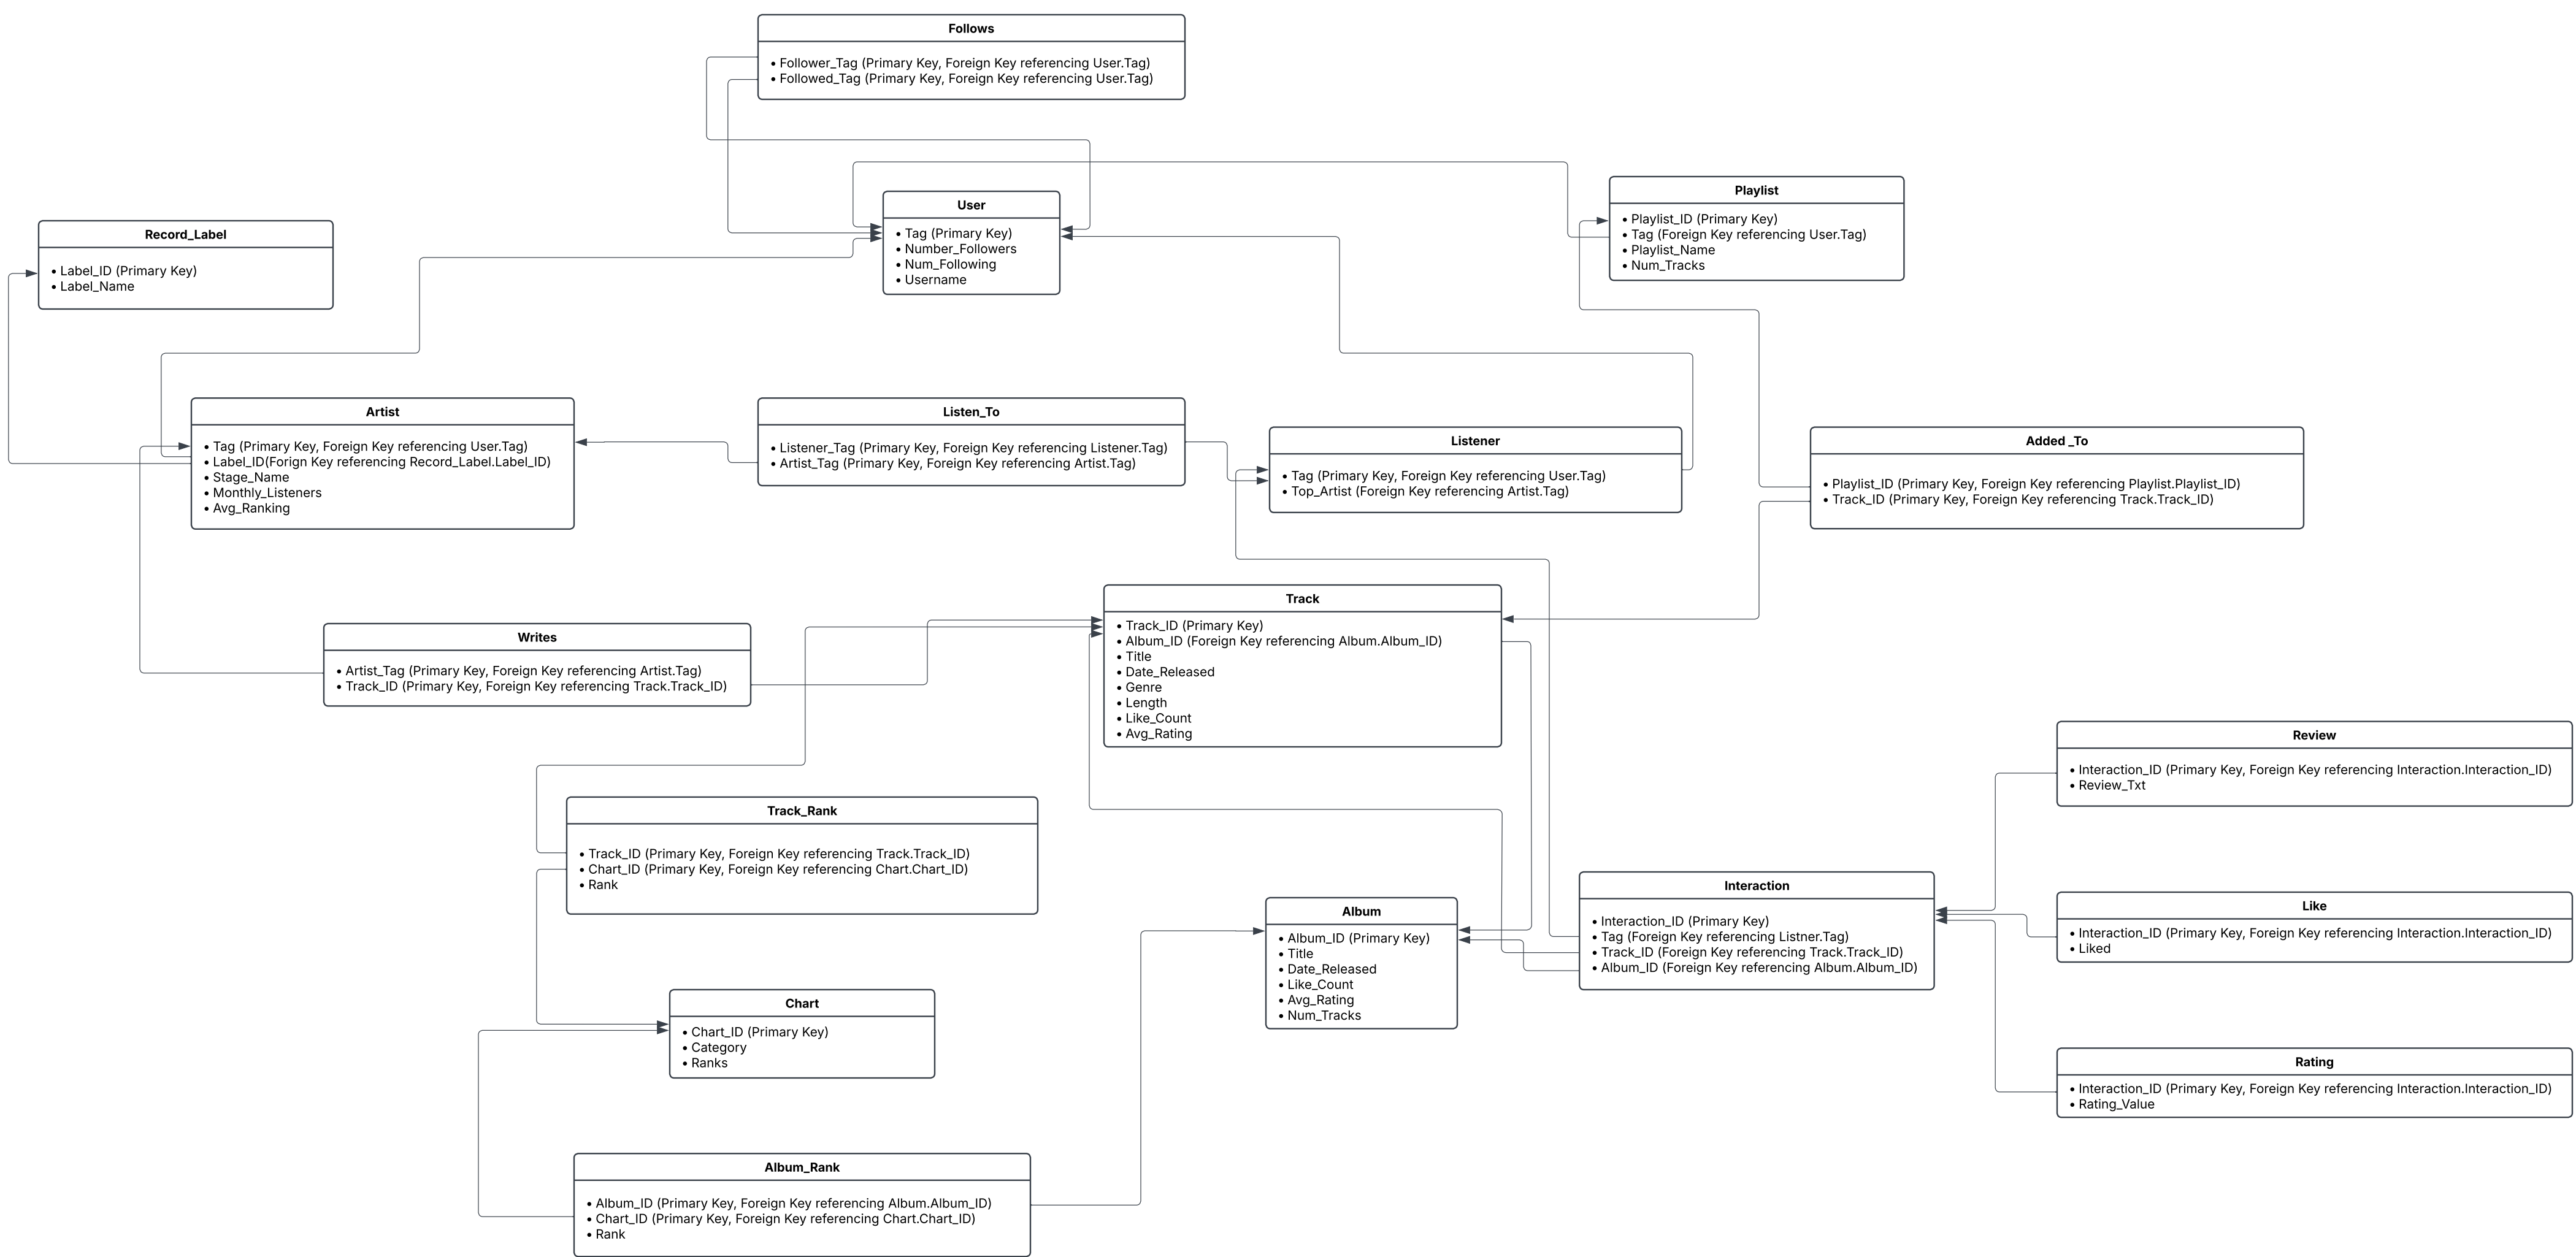 Follows
• Follower_Tag (Primary Key, Foreign Key referencing User.Tag)
• Followed_Tag (Primary Key, Foreign Key referencing User.Tag)
User
• Tag (Primary Key)
• Number_Followers
• Num_Following
• Username
Playlist
• Playlist_ID (Primary Key)
• Tag (Foreign Key referencing User.Tag)
• Playlist_Name
• Num_Tracks
Record_Label
• Label_ID (Primary Key)
• Label_Name
Artist
• Tag (Primary Key, Foreign Key referencing User.Tag)
• Label_ID(Forign Key referencing Record_Label.Label_ID)
• Stage_Name
• Monthly_Listeners
• Avg_Ranking
Listen_To
• Listener_Tag (Primary Key, Foreign Key referencing Listener.Tag)
• Artist_Tag (Primary Key, Foreign Key referencing Artist.Tag)
Listener
• Tag (Primary Key, Foreign Key referencing User.Tag)
• Top_Artist (Foreign Key referencing Artist.Tag)
Added _To
• Playlist_ID (Primary Key, Foreign Key referencing Playlist.Playlist_ID)
• Track_ID (Primary Key, Foreign Key referencing Track.Track_ID)
Writes
• Artist_Tag (Primary Key, Foreign Key referencing Artist.Tag)
• Track_ID (Primary Key, Foreign Key referencing Track.Track_ID)
Track
• Track_ID (Primary Key)
• Album_ID (Foreign Key referencing Album.Album_ID)
• Title
• Date_Released
• Genre
• Length
• Like_Count
• Avg_Rating
Review
• Interaction_ID (Primary Key, Foreign Key referencing Interaction.Interaction_ID)
• Review_Txt
Track_Rank
• Track_ID (Primary Key, Foreign Key referencing Track.Track_ID)
• Chart_ID (Primary Key, Foreign Key referencing Chart.Chart_ID)
• Rank
Album
• Album_ID (Primary Key)
• Title
• Date_Released
• Like_Count
• Avg_Rating
• Num_Tracks
Interaction
• Interaction_ID (Primary Key)
• Tag (Foreign Key referencing Listner.Tag)
• Track_ID (Foreign Key referencing Track.Track_ID)
• Album_ID (Foreign Key referencing Album.Album_ID)
Like
• Interaction_ID (Primary Key, Foreign Key referencing Interaction.Interaction_ID)
• Liked
Chart
• Chart_ID (Primary Key)
• Category
• Ranks
Rating
• Interaction_ID (Primary Key, Foreign Key referencing Interaction.Interaction_ID)
• Rating_Value
Album_Rank
• Album_ID (Primary Key, Foreign Key referencing Album.Album_ID)
• Chart_ID (Primary Key, Foreign Key referencing Chart.Chart_ID)
• Rank